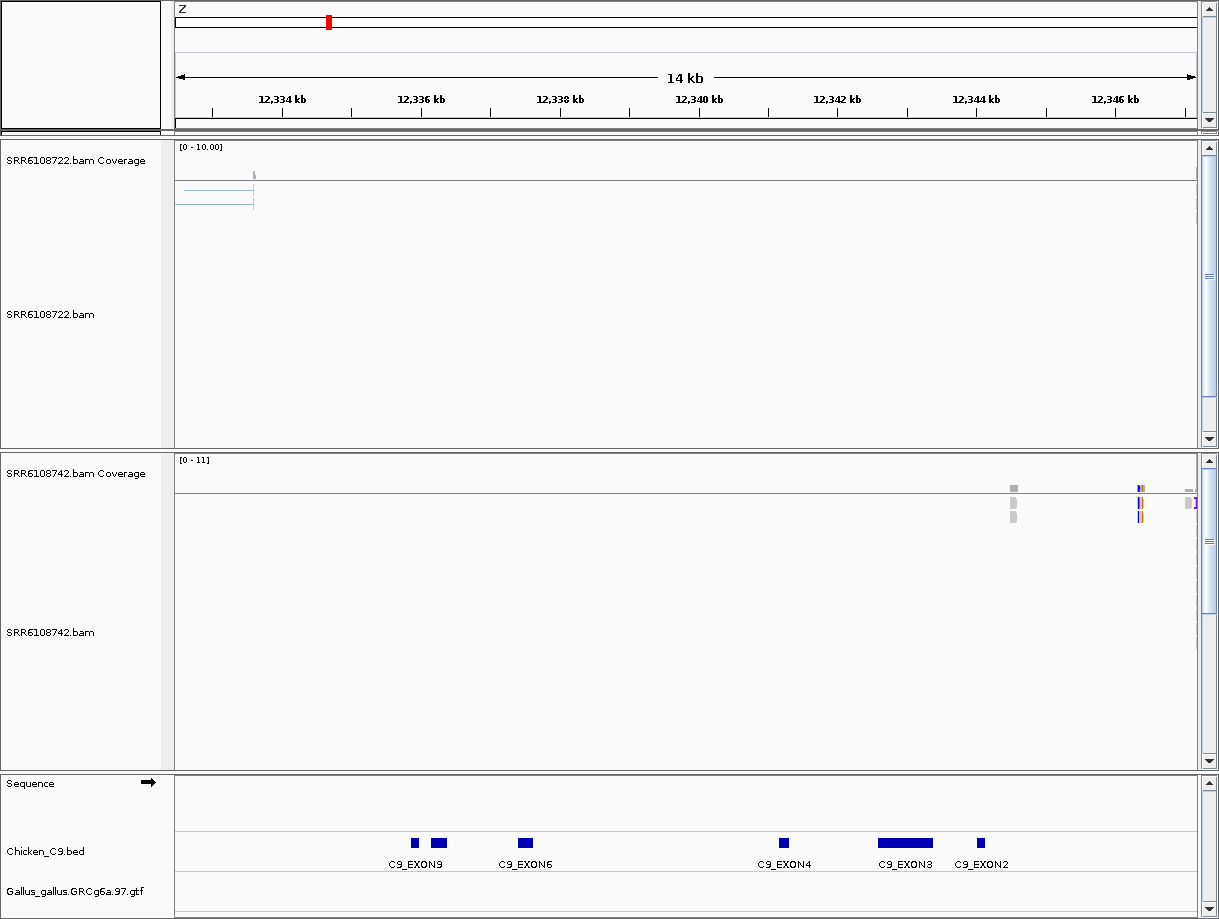 Z
14 kb
12,334 kb 12,336 kb 12,338 kb 12,340 kb 12,342 kb 12,344 kb 12,346 kb
[0 - 10.00]
SRR6108722.bam Coverage
SRR6108722.bam
[0 - 11]
SRR6108742.bam Coverage
SRR6108742.bam
Sequence
Chicken_C9.bed
C9_EXON9 C9_EXON6 C9_EXON4 C9_EXON3 C9_EXON2
Gallus_gallus.GRCg6a.97.gtf